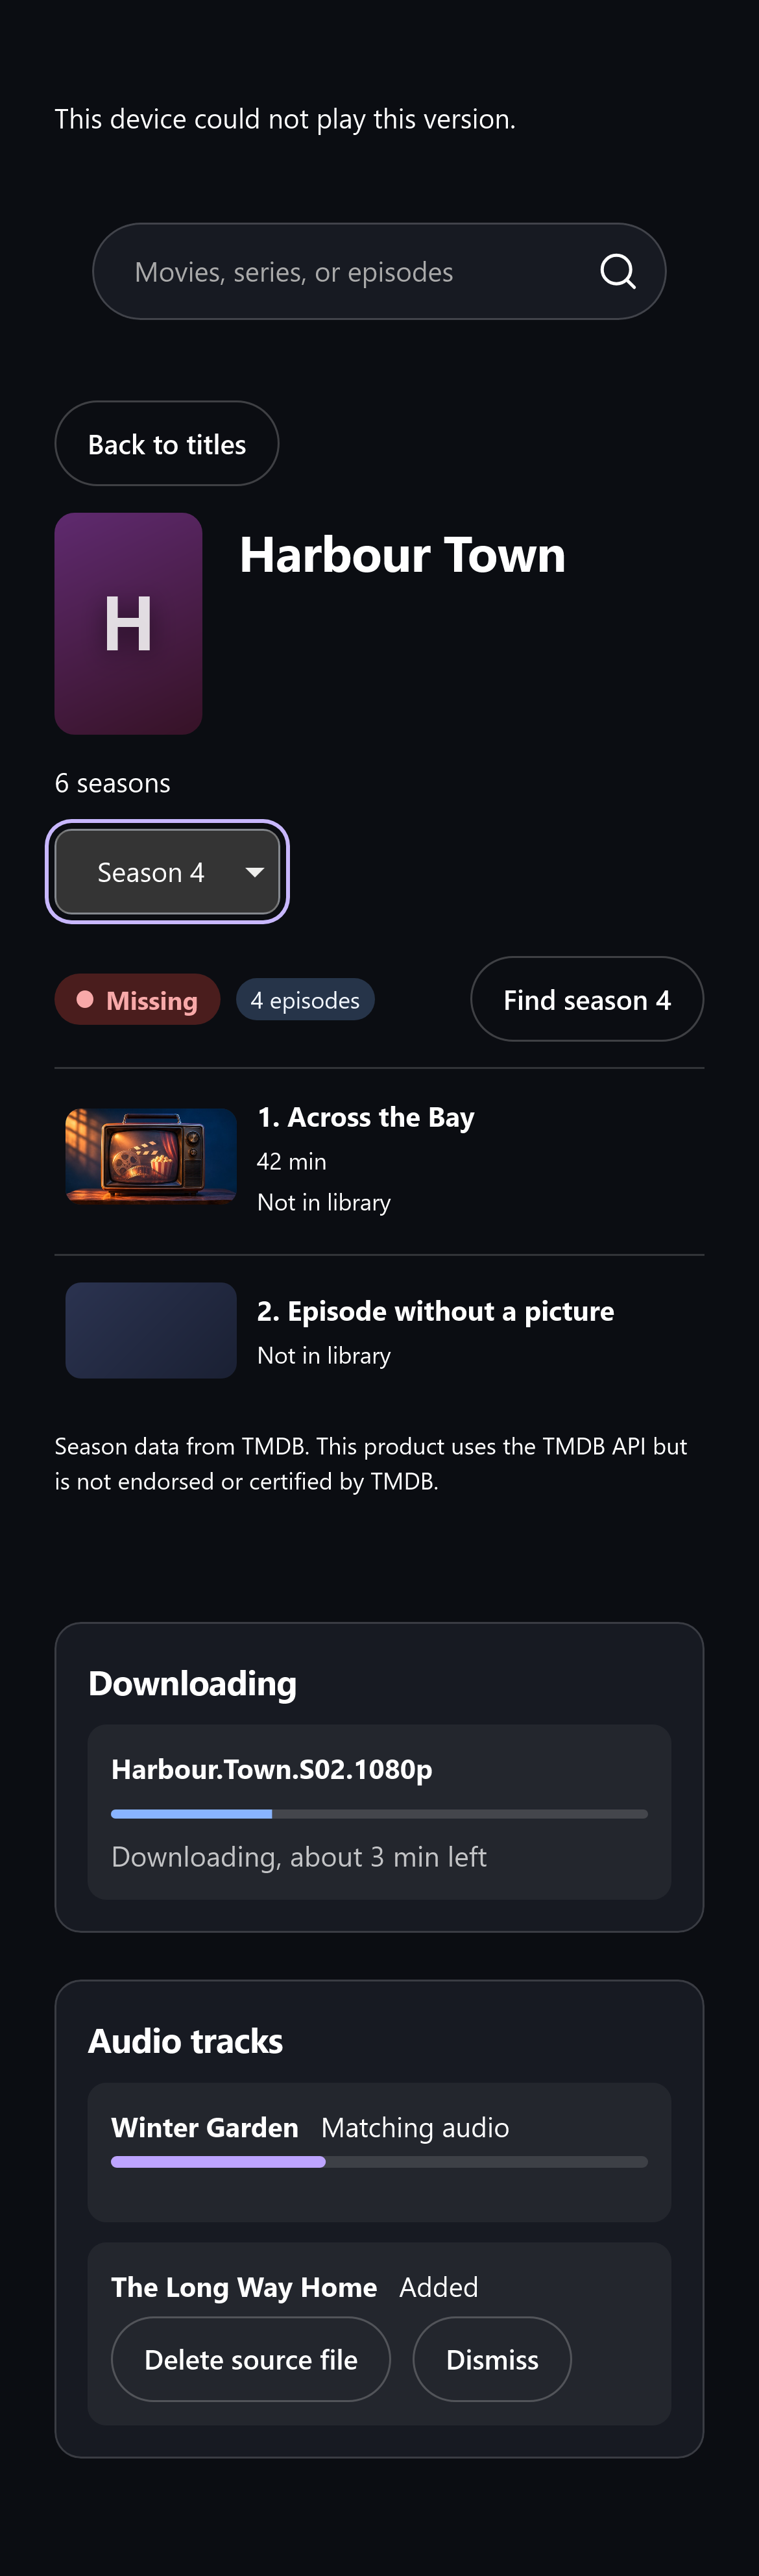 This device could not play this version.
Movies, series, or episodes
Back to titles
H
Harbour Town
6 seasons
Season 4
Missing
4 episodes
Find season 4
1. Across the Bay
42 min
Not in library
2. Episode without a picture
Not in library
Season data from TMDB. This product uses the TMDB API but
is not endorsed or certified by TMDB.
Downloading
Harbour.Town.S02.1080p
Downloading, about 3 min left
Audio tracks
Winter Garden Matching audio
The Long Way Home Added
Delete source file
Dismiss